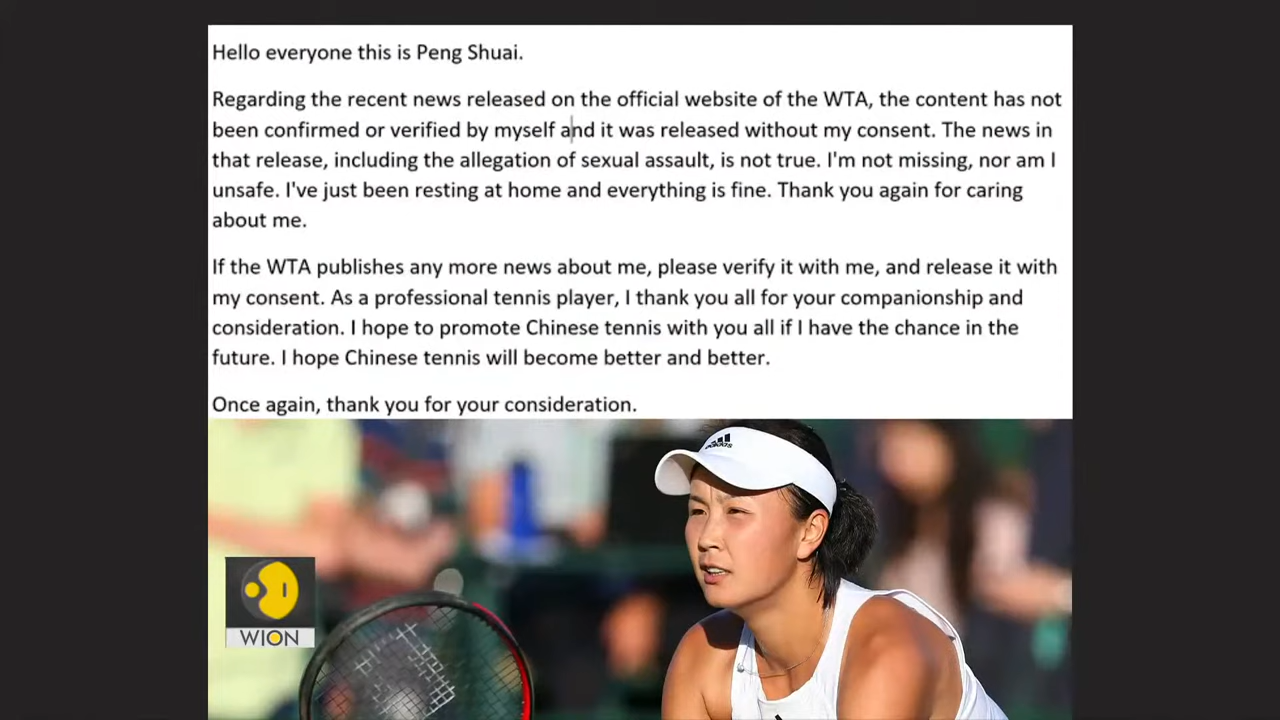 Hello everyone this is Peng Shuai.
Regarding the recent news released on the official website of the WTA, the content has not
been confirmed or verified by myself and it was released without my consent. The news in
that release, including the allegation of sexual assault, is not true. I'm not missing, nor am I
unsafe. I've just been resting at home and everything is fine. Thank you again for caring
about me.
If the WTA publishes any more news about me, please verify it with me, and release it with
my consent. As a professional tennis player, I thank you all for your companionship and
consideration. I hope to promote Chinese tennis with you all if I have the chance in the
future. I hope Chinese tennis will become better and better.
Once again, thank you for your consideration.
adidas
WION